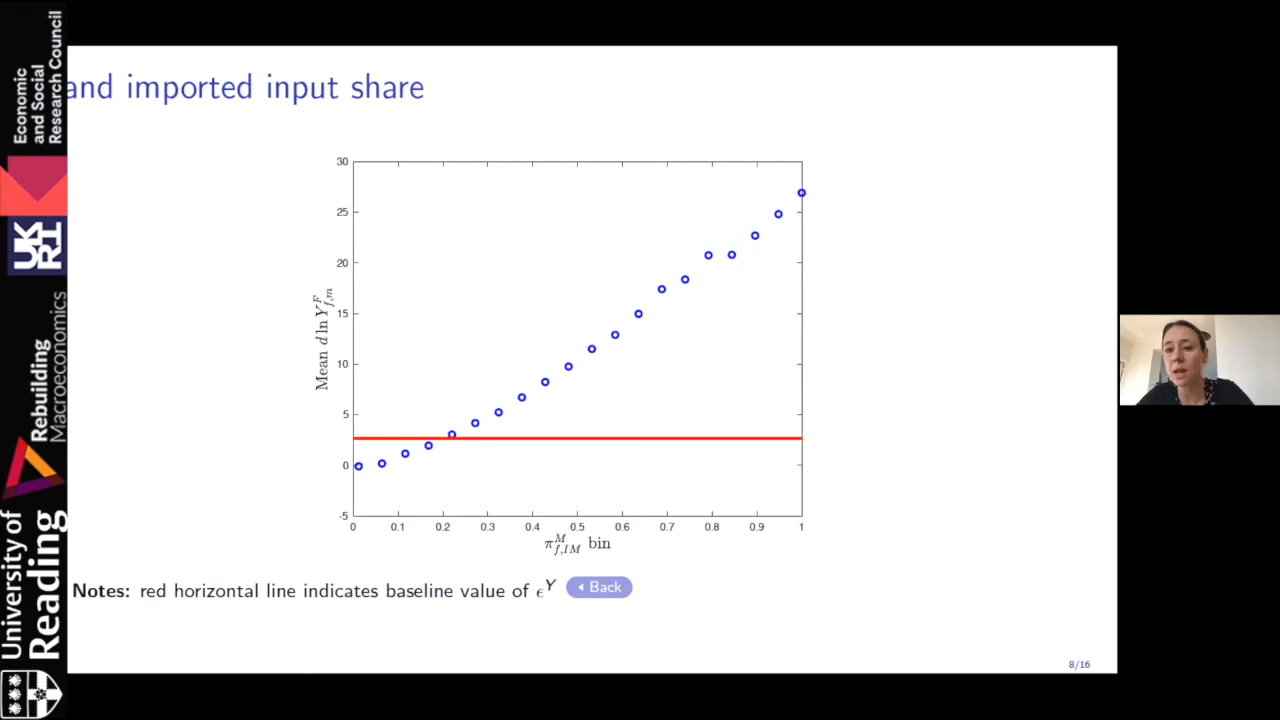 Economic
and Social
Research Council
UK
RI
Rebuilding
Macroeconomics
University of
Reading
and imported input share
30
25
20
15
10
5
0
-5
Mean d ln Y^F_{f,m}
0 0.1 0.2 0.3 0.4 0.5 0.6 0.7 0.8 0.9 1
π^M_{f,IM} bin
Notes: red horizontal line indicates baseline value of ϵ^Y
Back
8/16